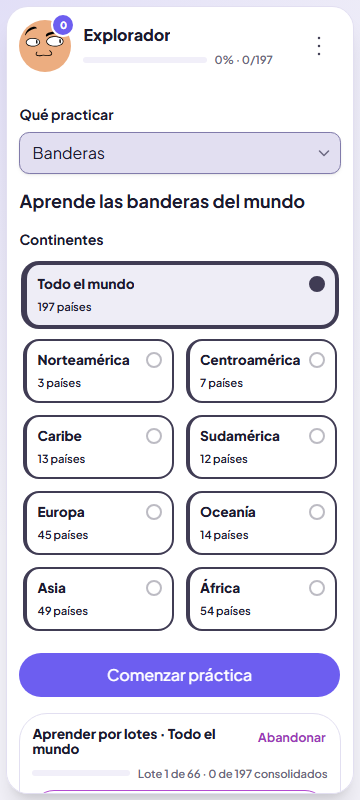 0
Explorador
0% · 0/197
Qué practicar
Banderas
Aprende las banderas del mundo
Continentes
Todo el mundo
197 países
Norteamérica
3 países
Centroamérica
7 países
Caribe
13 países
Sudamérica
12 países
Europa
45 países
Oceanía
14 países
Asia
49 países
África
54 países
Comenzar práctica
Aprender por lotes · Todo el
mundo
Abandonar
Lote 1 de 66 · 0 de 197 consolidados